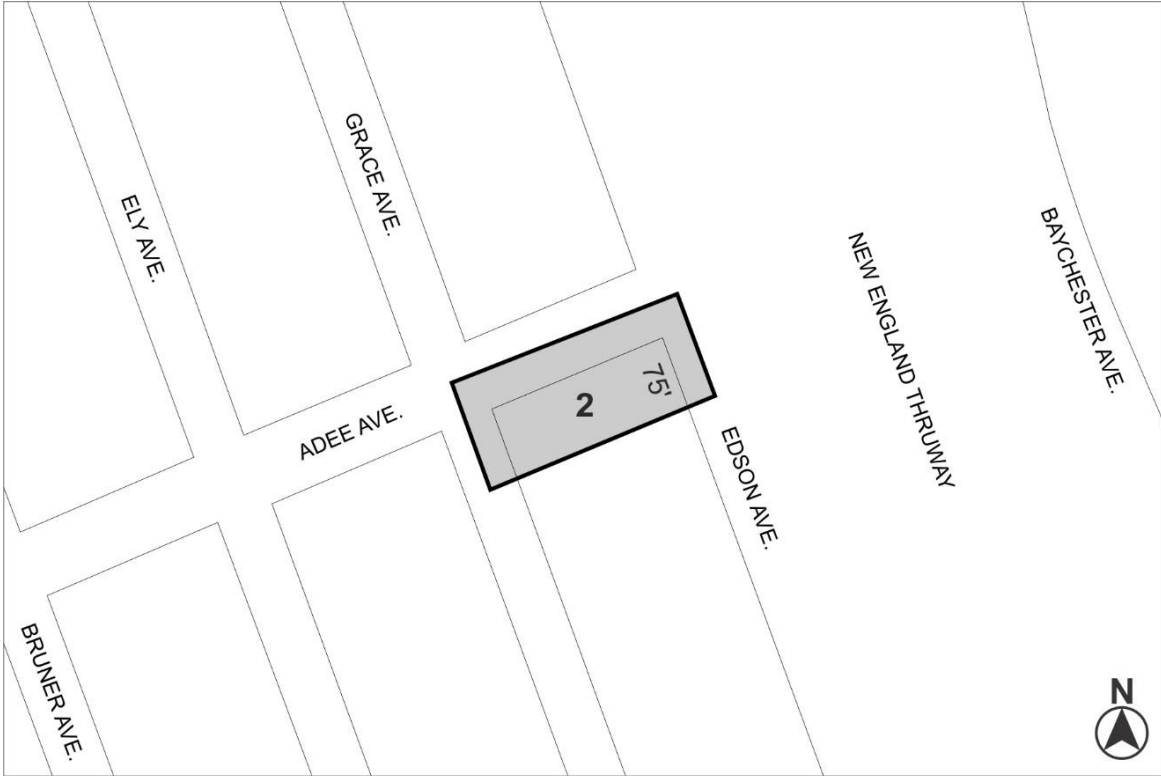 GRACE AVE.
ELY AVE.
BAYCHESTER AVE.
NEW ENGLAND THRUWAY
75'
2
ADEE AVE.
EDSON AVE.
BRUNER AVE.
N